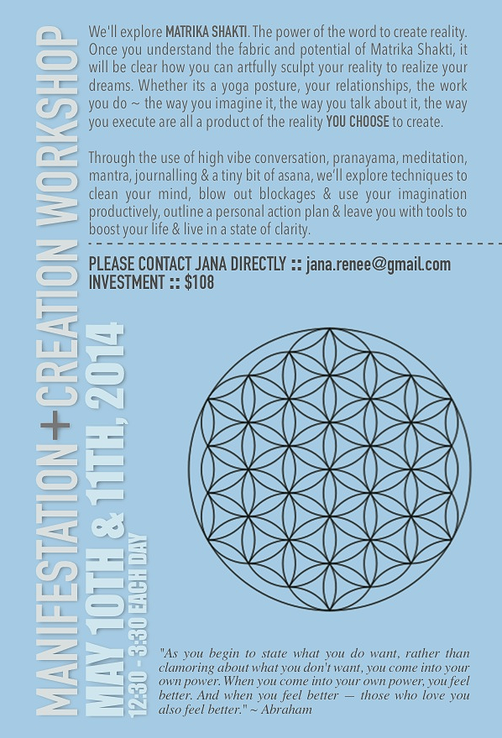 MANIFESTATION + CREATION WORKSHOP
MAY 10TH & 11TH, 2014
12:30 - 3:30 EACH DAY
We'll explore MATRIKA SHAKTI. The power of the word to create reality.
Once you understand the fabric and potential of Matrika Shakti, it
will be clear how you can artfully sculpt your reality to realize your
dreams. Whether its a yoga posture, your relationships, the work
you do ~ the way you imagine it, the way you talk about it, the way
you execute are all a product of the reality YOU CHOOSE to create.
Through the use of high vibe conversation, pranayama, meditation,
mantra, journalling & a tiny bit of asana, we'll explore techniques to
clean your mind, blow out blockages & use your imagination
productively, outline a personal action plan & leave you with tools to
boost your life & live in a state of clarity.
PLEASE CONTACT JANA DIRECTLY :: jana.renee@gmail.com
INVESTMENT :: $108
"As you begin to state what you do want, rather than
clamoring about what you don't want, you come into your
own power. When you come into your own power, you feel
better. And when you feel better — those who love you
also feel better." ~ Abraham